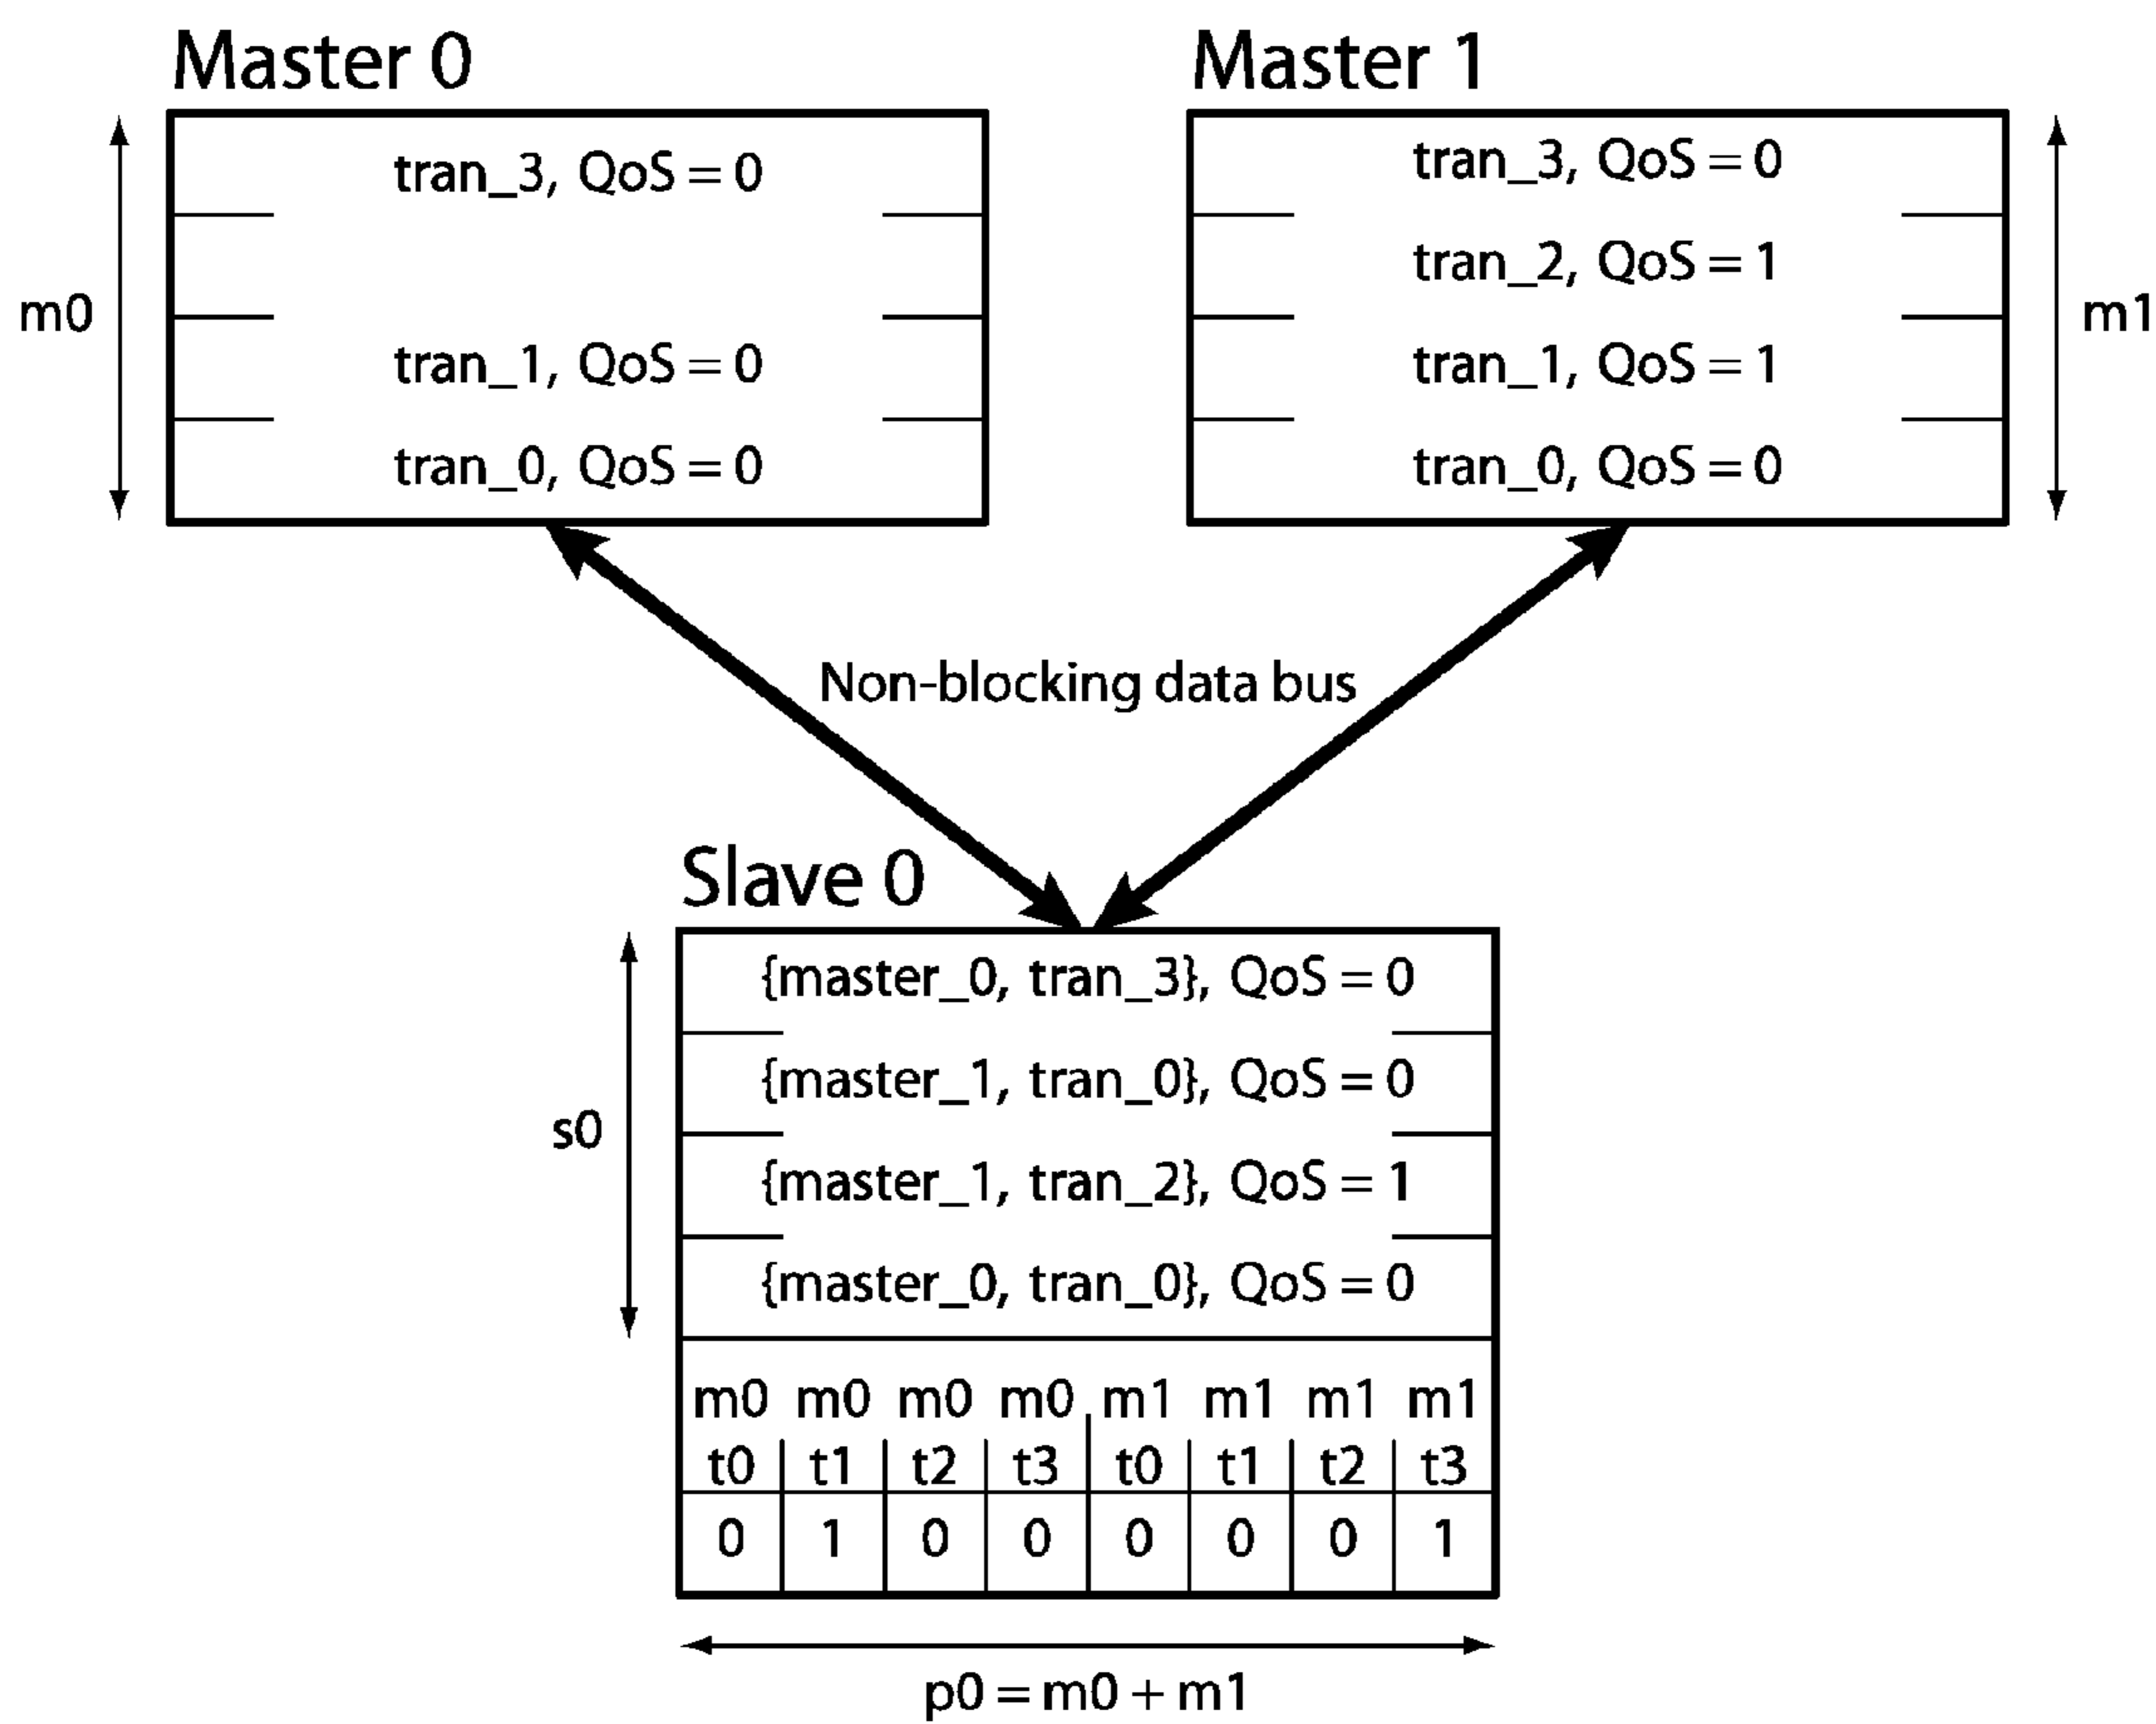 Master 0
tran_3, QoS = 0
tran_1, QoS = 0
tran_0, QoS = 0
m0
Master 1
tran_3, QoS = 0
tran_2, QoS = 1
tran_1, QoS = 1
tran_0, QoS = 0
m1
Non-blocking data bus
Slave 0
{master_0, tran_3}, QoS = 0
{master_1, tran_0}, QoS = 0
{master_1, tran_2}, QoS = 1
{master_0, tran_0}, QoS = 0
s0
m0 m0 m0 m0 m1 m1 m1 m1
t0 t1 t2 t3 t0 t1 t2 t3
0 1 0 0 0 0 0 1
p0 = m0 + m1